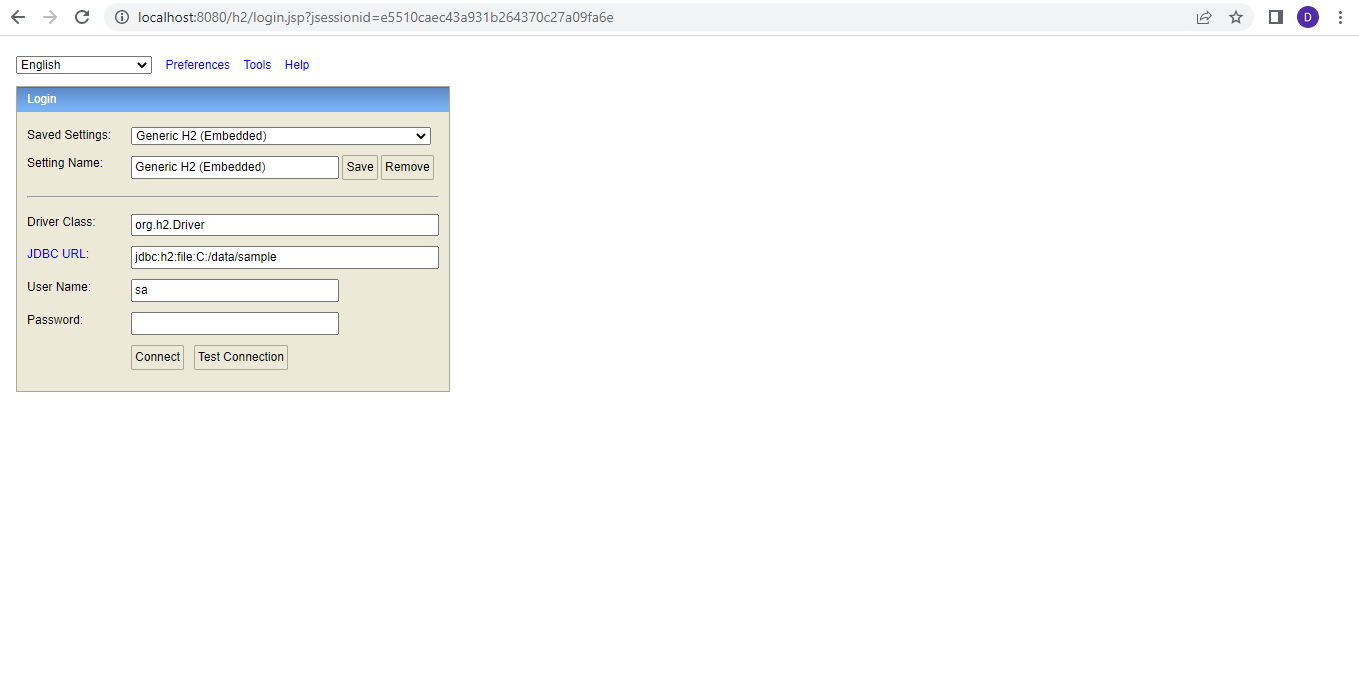 localhost:8080/h2/login.jsp?jsessionid=e5510caec43a931b264370c27a09fa6e
D
English Preferences Tools Help
Login
Saved Settings: Generic H2 (Embedded)
Setting Name: Generic H2 (Embedded) Save Remove
Driver Class: org.h2.Driver
JDBC URL: jdbc:h2:file:C:/data/sample
User Name: sa
Password:
Connect Test Connection